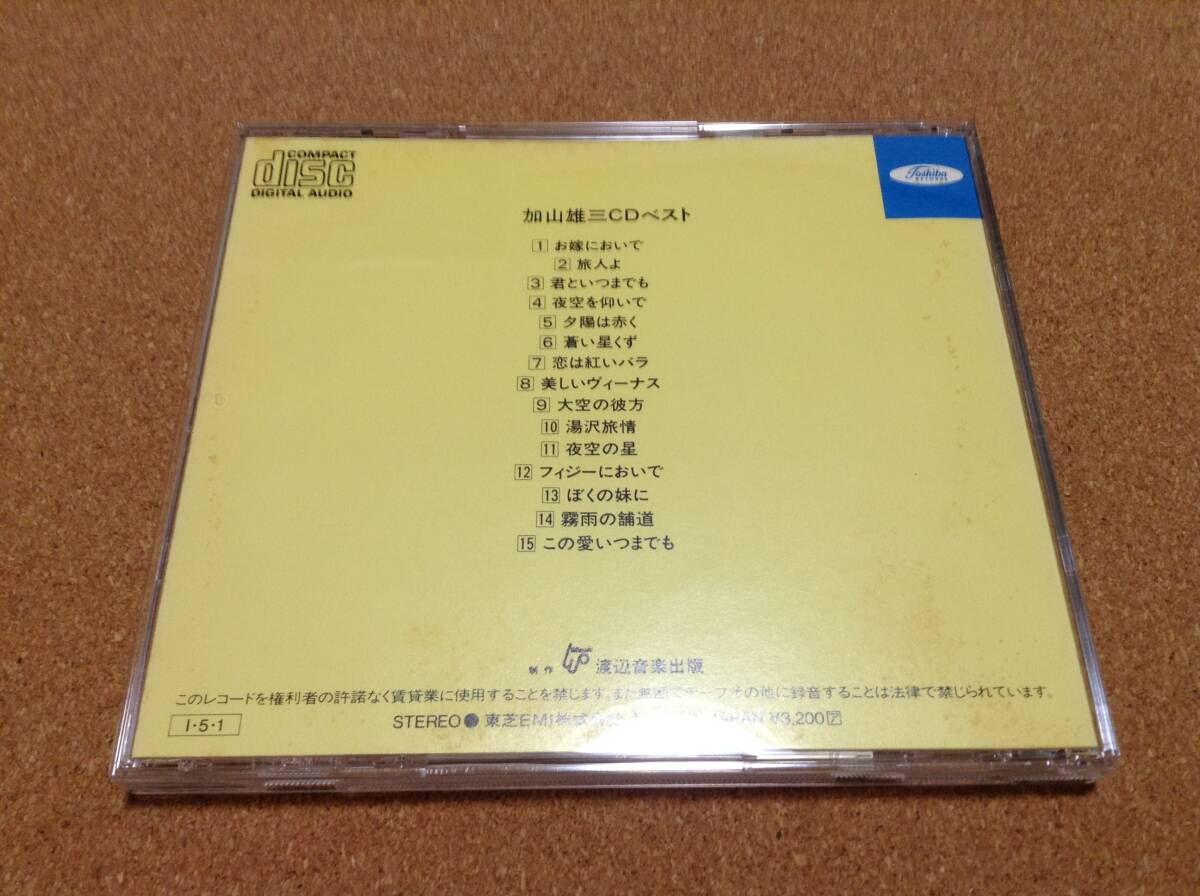 COMPACT
disc
DIGITAL AUDIO
Toshiba
RECORDS
加山雄三CDベスト
1 お嫁においで
2 旅人よ
3 君といつまでも
4 夜空を仰いで
5 夕陽は赤く
6 蒼い星くず
7 恋は紅いバラ
8 美しいヴィーナス
9 大空の彼方
10 湯沢旅情
11 夜空の星
12 フィジーにおいで
13 ぼくの妹に
14 霧雨の舗道
15 この愛いつまでも
制作 渡辺音楽出版
このレコードを権利者の許諾なく賃貸業に使用することを禁じます。また無断でテープその他に録音することは法律で禁じられています。
I・5・1
STEREO ● 東芝EMI株式会社 JAPAN ¥3,200